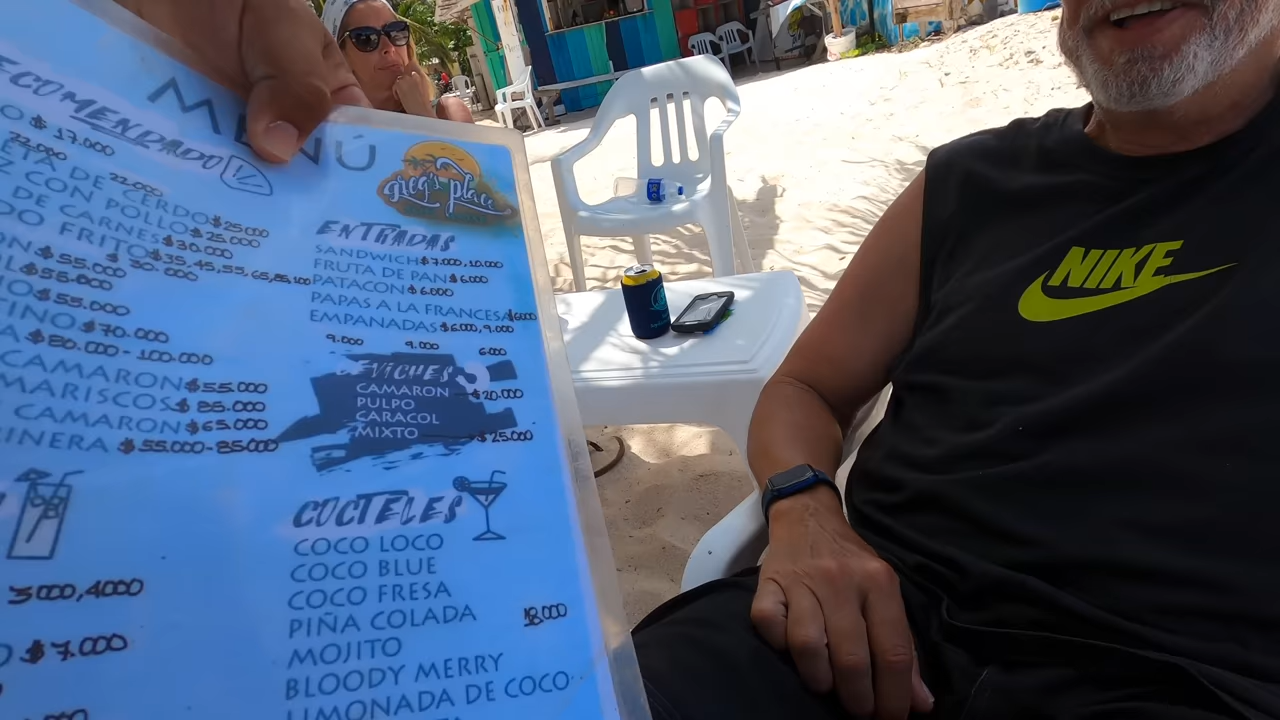 MENÚ
greg's place
RECOMENDADO
$ 17.000
22.000
22.000
DE CERDO $25.000
CON POLLO $25.000
DE CARNES $30.000
FRITO $35,45,55,65,85,100
$ 30.000
$55.000
$55.000
$55.000
$70.000
$80.000-100.000
CAMARON $55.000
MARISCOS $ 85.000
CAMARON $65.000
$55.000-85.000
3000,4000
$7.000
ENTRADAS
SANDWICH $7.000,10.000
FRUTA DE PAN $6.000
PATACON $6.000
PAPAS A LA FRANCESA $6000
EMPANADAS $6.000,9.000
9.000 9.000 6.000
CEVICHES
CAMARON $20.000
PULPO
CARACOL
MIXTO $25.000
COCTELES
COCO LOCO
COCO BLUE
COCO FRESA
PIÑA COLADA 18.000
MOJITO
BLOODY MERRY
LIMONADA DE COCO
NIKE